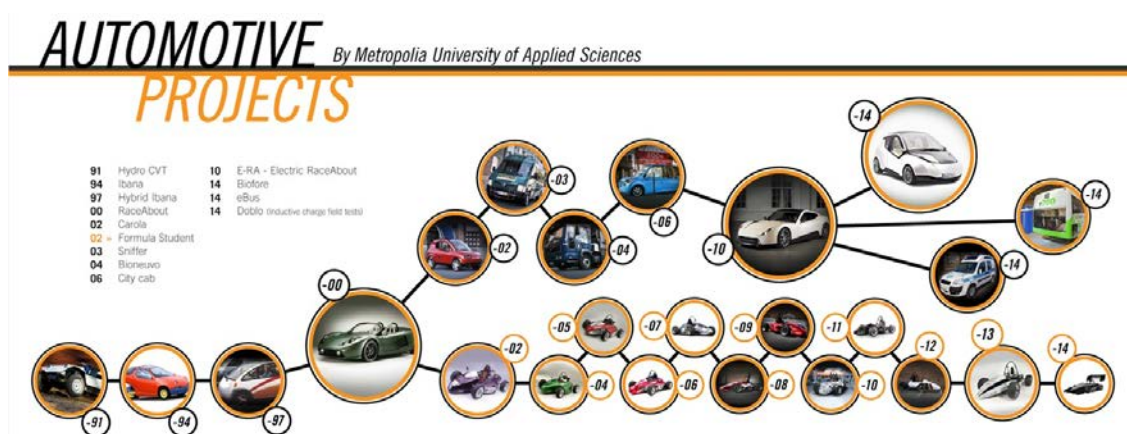 AUTOMOTIVE
By Metropolia University of Applied Sciences
PROJECTS
91 Hydro CVT
94 Ibana
97 Hybrid Ibana
00 RaceAbout
02 Carola
02 » Formula Student
03 Sniffer
04 Bioneuvo
06 City cab
10 E-RA - Electric RaceAbout
14 Biofore
14 eBus
14 Doblo (Inductive charge field tests)
-91
-94
-97
-00
-02
-03
-04
-06
-10
-14
-14
-14
-02
-04
-05
-06
-07
-08
-09
-10
-11
-12
-13
-14